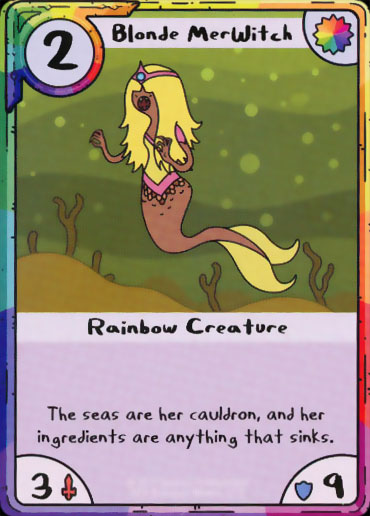 2
Blonde MerWitch
Rainbow Creature
The seas are her cauldron, and her
ingredients are anything that sinks.
3
9